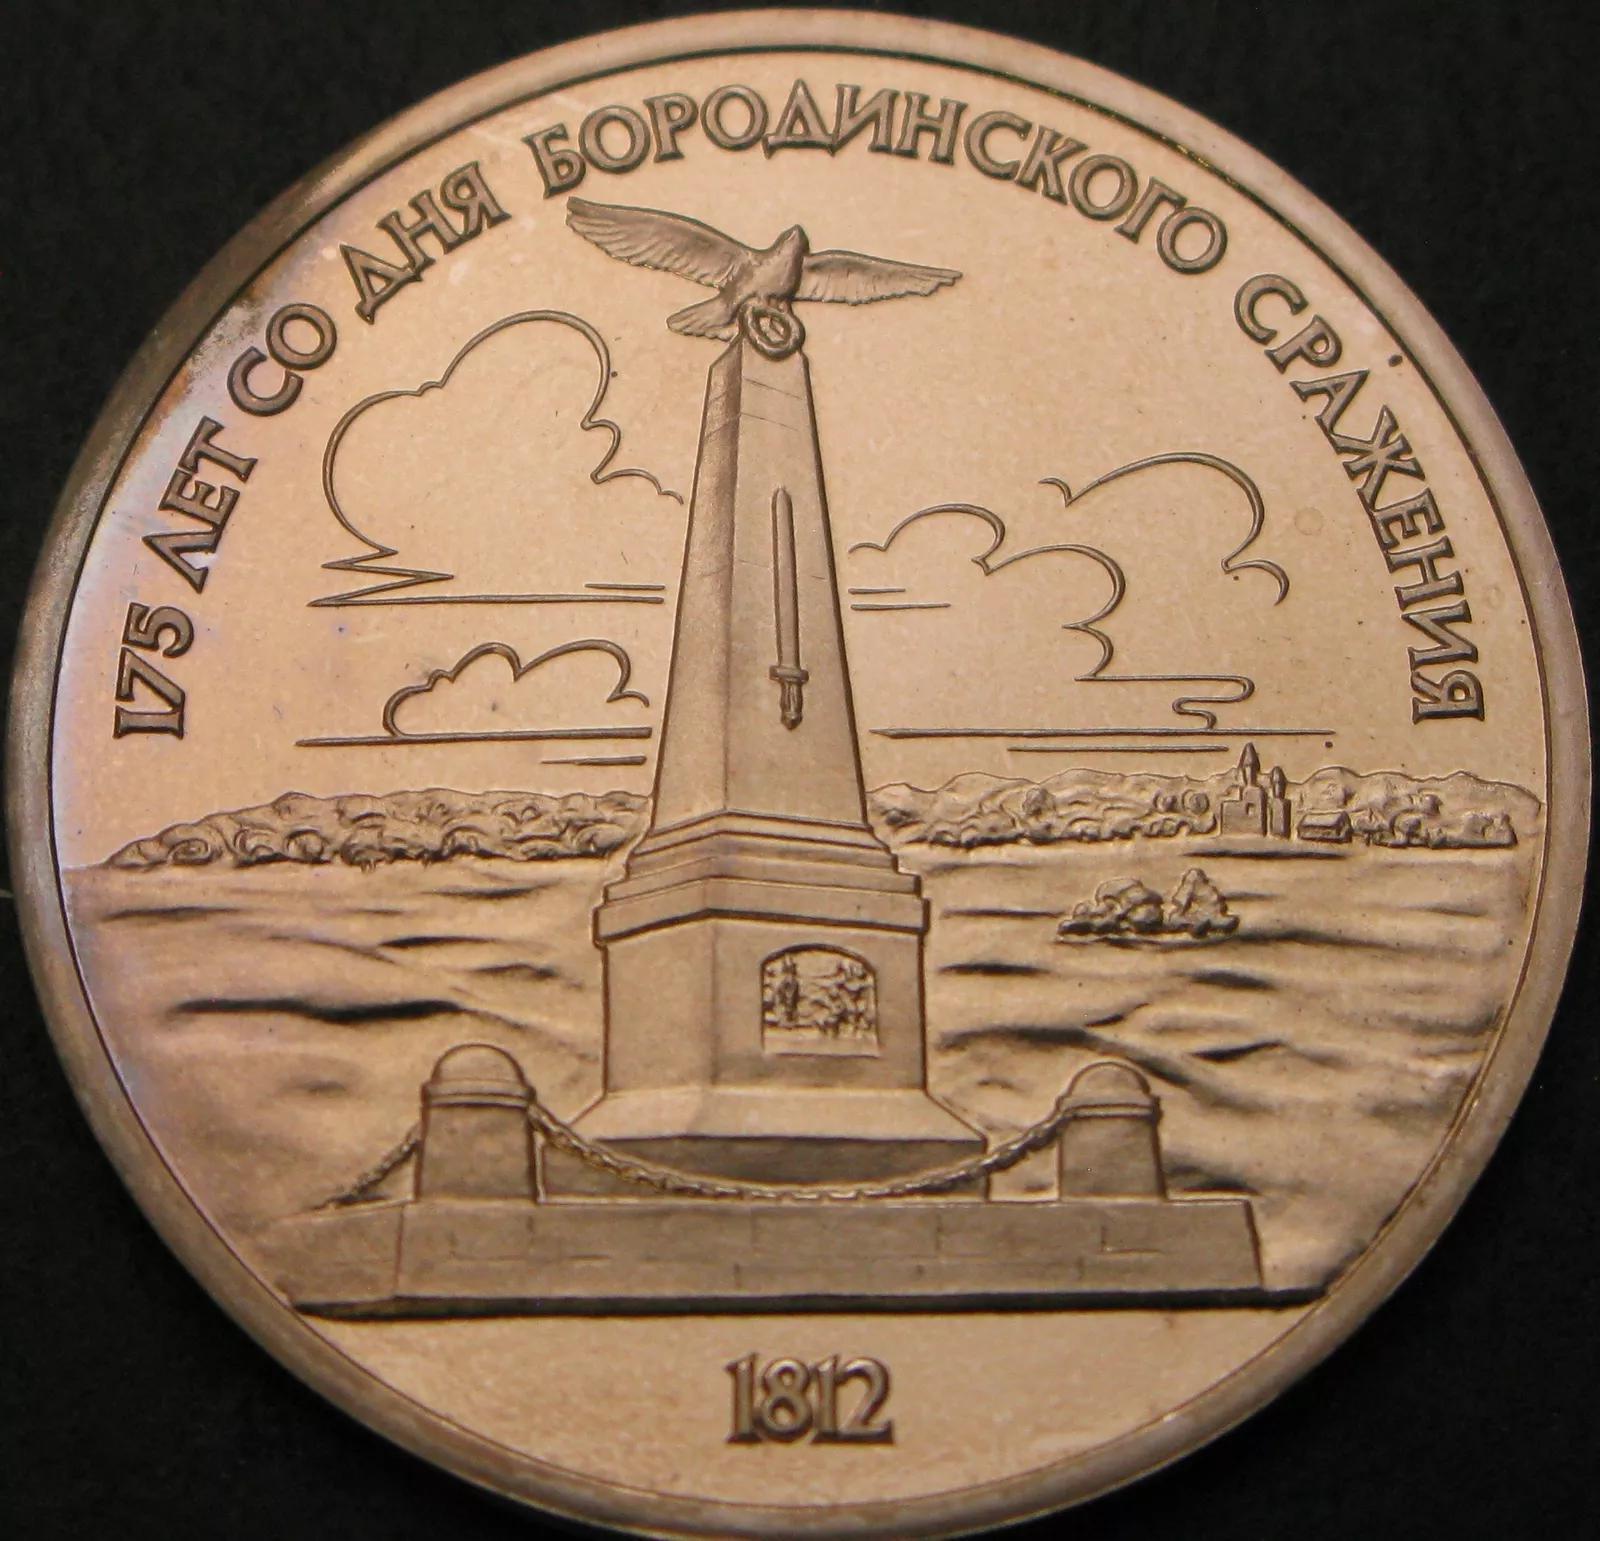 175 ЛЕТ СО ДНЯ БОРОДИНСКОГО СРАЖЕНИЯ
1812